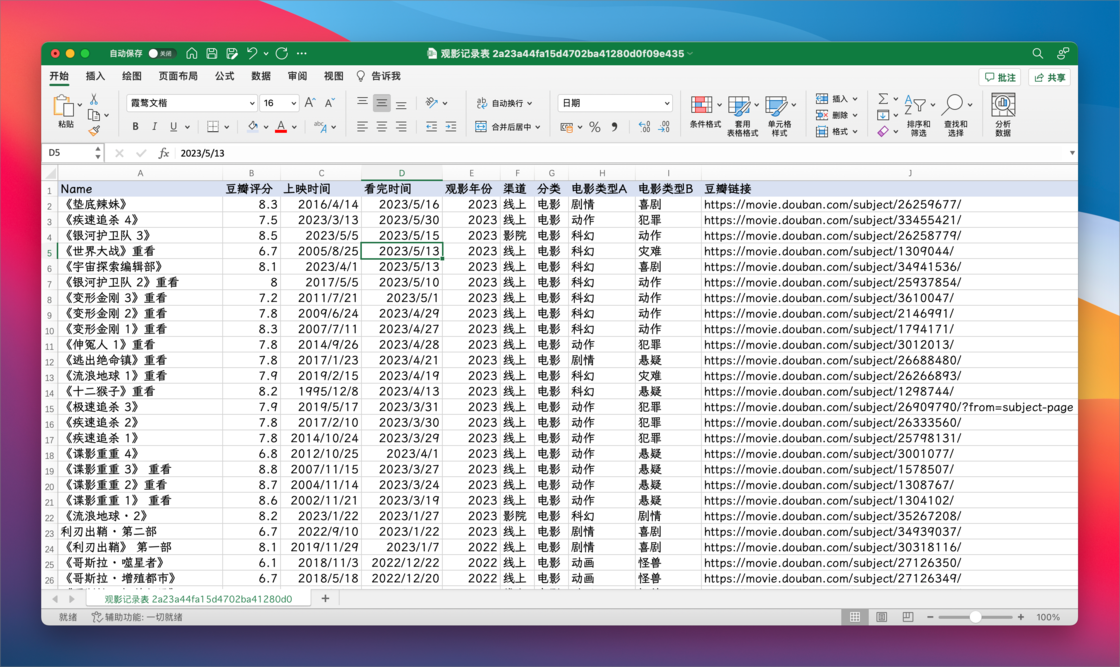 自动保存 关闭 观影记录表 2a23a44fa15d4702ba41280d0f09e435
开始 插入 绘图 页面布局 公式 数据 审阅 视图 告诉我 批注 共享
粘贴 霞鹜文楷 16 A A 自动换行 日期 条件格式 套用表格格式 单元格样式 插入 删除 格式 排序和筛选 查找和选择 分析数据
B I U A 合并后居中 %
D5 fx 2023/5/13
A B C D E F G H I J
1 Name 豆瓣评分 上映时间 看完时间 观影年份 渠道 分类 电影类型A 电影类型B 豆瓣链接
2 《垫底辣妹》 8.3 2016/4/14 2023/5/16 2023 线上 电影 剧情 喜剧 https://movie.douban.com/subject/26259677/
3 《疾速追杀 4》 7.5 2023/3/13 2023/5/30 2023 线上 电影 动作 犯罪 https://movie.douban.com/subject/33455421/
4 《银河护卫队 3》 8.5 2023/5/5 2023/5/15 2023 影院 电影 科幻 动作 https://movie.douban.com/subject/26258779/
5 《世界大战》重看 6.7 2005/8/25 2023/5/13 2023 线上 电影 科幻 灾难 https://movie.douban.com/subject/1309044/
6 《宇宙探索编辑部》 8.1 2023/4/1 2023/5/13 2023 线上 电影 科幻 喜剧 https://movie.douban.com/subject/34941536/
7 《银河护卫队 2》重看 8 2017/5/5 2023/5/10 2023 线上 电影 科幻 动作 https://movie.douban.com/subject/25937854/
8 《变形金刚 3》重看 7.2 2011/7/21 2023/5/1 2023 线上 电影 科幻 动作 https://movie.douban.com/subject/3610047/
9 《变形金刚 2》重看 7.8 2009/6/24 2023/4/29 2023 线上 电影 科幻 动作 https://movie.douban.com/subject/2146991/
10 《变形金刚 1》重看 8.3 2007/7/11 2023/4/27 2023 线上 电影 科幻 动作 https://movie.douban.com/subject/1794171/
11 《伸冤人 1》重看 7.8 2014/9/26 2023/4/28 2023 线上 电影 动作 犯罪 https://movie.douban.com/subject/3012013/
12 《逃出绝命镇》重看 7.8 2017/1/23 2023/4/21 2023 线上 电影 剧情 悬疑 https://movie.douban.com/subject/26688480/
13 《流浪地球 1》重看 7.9 2019/2/15 2023/4/19 2023 线上 电影 科幻 灾难 https://movie.douban.com/subject/26266893/
14 《十二猴子》重看 8.2 1995/12/8 2023/4/13 2023 线上 电影 科幻 悬疑 https://movie.douban.com/subject/1298744/
15 《极速追杀 3》 7.9 2019/5/17 2023/3/31 2023 线上 电影 动作 犯罪 https://movie.douban.com/subject/26909790/?from=subject-page
16 《疾速追杀 2》 7.8 2017/2/10 2023/3/30 2023 线上 电影 动作 犯罪 https://movie.douban.com/subject/26333560/
17 《疾速追杀 1》 7.8 2014/10/24 2023/3/29 2023 线上 电影 动作 犯罪 https://movie.douban.com/subject/25798131/
18 《谍影重重 4》 6.8 2012/10/25 2023/4/1 2023 线上 电影 动作 悬疑 https://movie.douban.com/subject/3001077/
19 《谍影重重 3》 重看 8.8 2007/11/15 2023/3/27 2023 线上 电影 动作 悬疑 https://movie.douban.com/subject/1578507/
20 《谍影重重 2》重看 8.7 2004/11/14 2023/3/24 2023 线上 电影 动作 悬疑 https://movie.douban.com/subject/1308767/
21 《谍影重重 1》 重看 8.6 2002/11/21 2023/3/19 2023 线上 电影 动作 悬疑 https://movie.douban.com/subject/1304102/
22 《流浪地球·2》 8.2 2023/1/22 2023/1/27 2023 影院 电影 科幻 剧情 https://movie.douban.com/subject/35267208/
23 利刃出鞘·第二部 6.7 2022/9/10 2023/1/22 2023 线上 电影 剧情 喜剧 https://movie.douban.com/subject/34939037/
24 《利刃出鞘》 第一部 8.1 2019/11/29 2023/1/7 2022 线上 电影 剧情 喜剧 https://movie.douban.com/subject/30318116/
25 《哥斯拉·噬星者》 6.1 2018/11/3 2022/12/22 2022 线上 电影 动画 怪兽 https://movie.douban.com/subject/27126350/
26 《哥斯拉·增殖都市》 6.7 2018/5/18 2022/12/20 2022 线上 电影 动画 怪兽 https://movie.douban.com/subject/27126349/
观影记录表 2a23a44fa15d4702ba41280d0 +
就绪 辅助功能: 一切就绪 100%